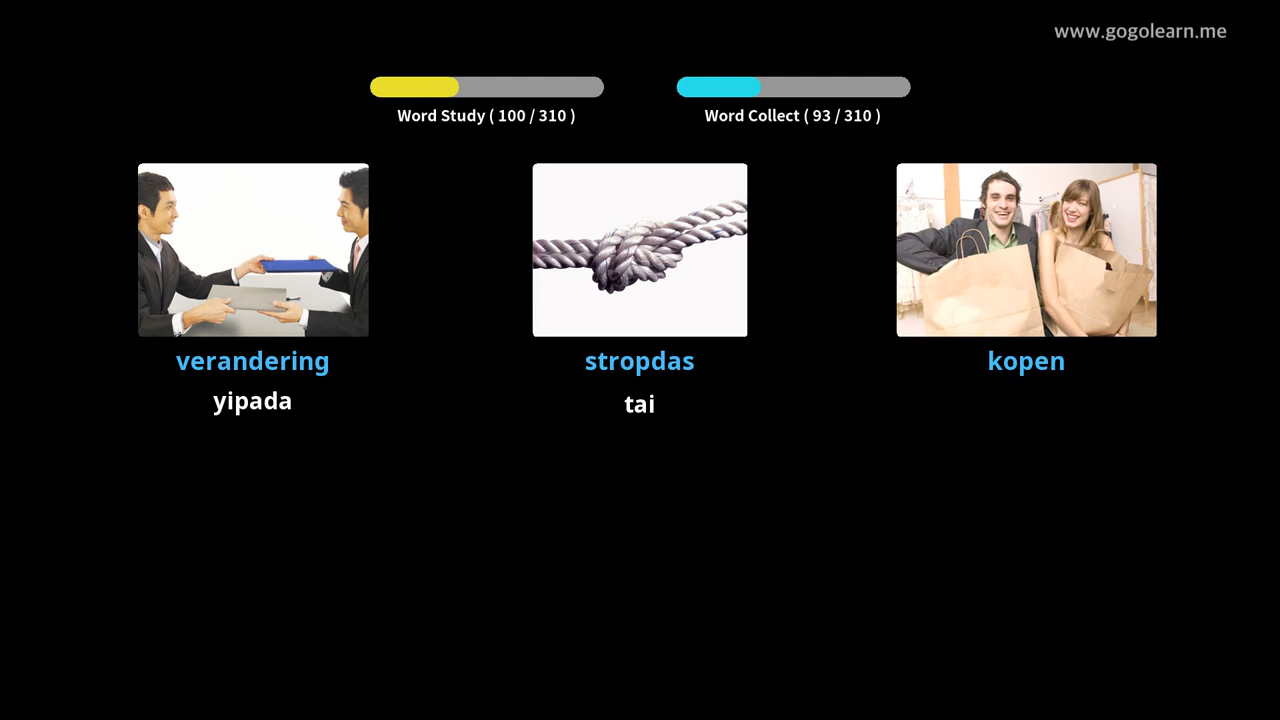 www.gogolearn.me
Word Study ( 100 / 310 )
Word Collect ( 93 / 310 )
verandering
stropdas
kopen
yipada
tai